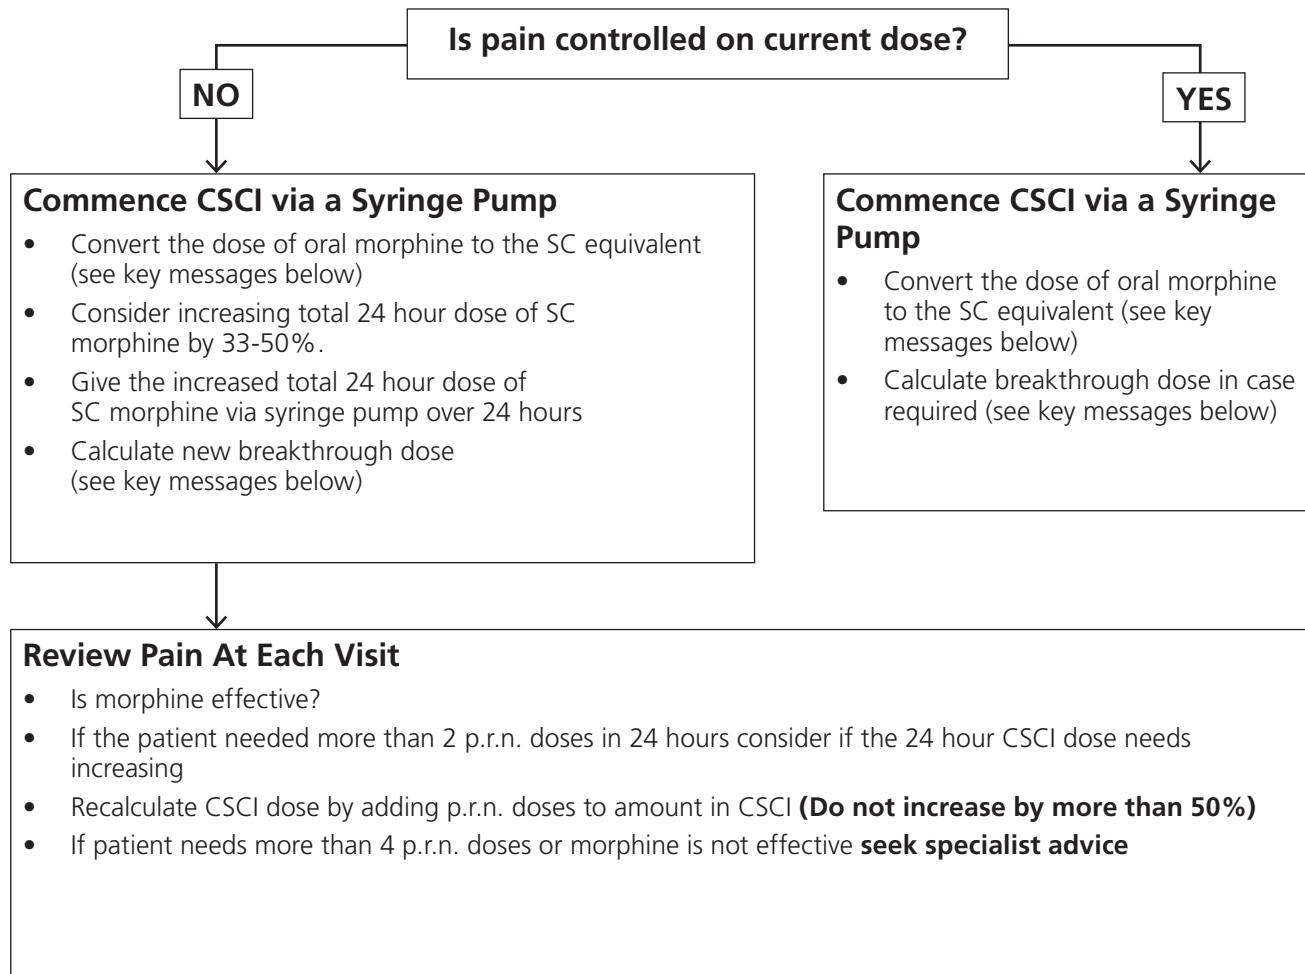 Is pain controlled on current dose?
NO
YES
Commence CSCI via a Syringe Pump
• Convert the dose of oral morphine to the SC equivalent
(see key messages below)
• Consider increasing total 24 hour dose of SC
morphine by 33-50%.
• Give the increased total 24 hour dose of
SC morphine via syringe pump over 24 hours
• Calculate new breakthrough dose
(see key messages below)
Commence CSCI via a Syringe
Pump
• Convert the dose of oral morphine
to the SC equivalent (see key
messages below)
• Calculate breakthrough dose in case
required (see key messages below)
Review Pain At Each Visit
• Is morphine effective?
• If the patient needed more than 2 p.r.n. doses in 24 hours consider if the 24 hour CSCI dose needs
increasing
• Recalculate CSCI dose by adding p.r.n. doses to amount in CSCI (Do not increase by more than 50%)
• If patient needs more than 4 p.r.n. doses or morphine is not effective seek specialist advice